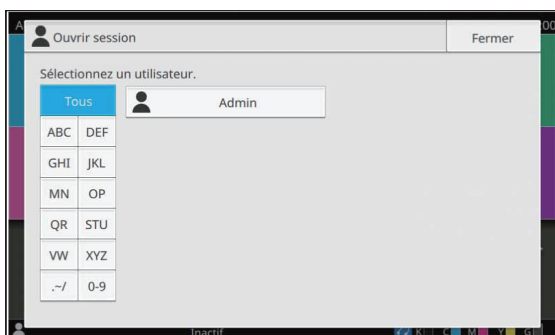 Ouvrir session
Fermer
Sélectionnez un utilisateur.
Tous
Admin
ABC DEF
GHI JKL
MN OP
QR STU
VW XYZ
.~/ 0-9
Inactif
K C M Y G